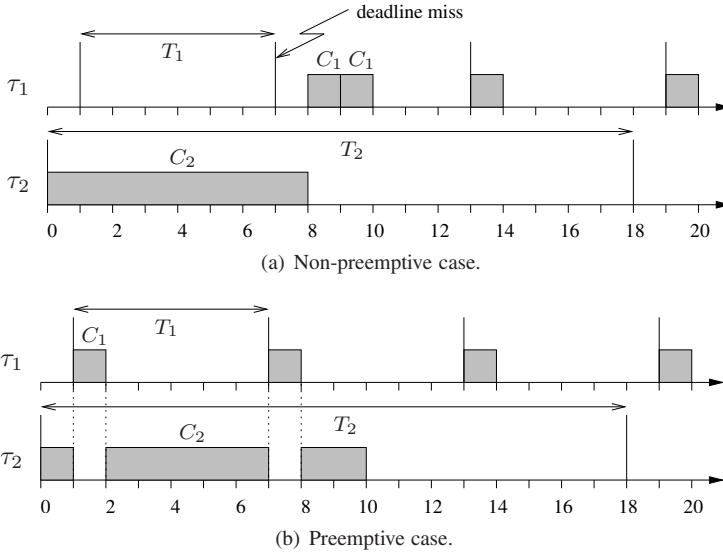 deadline miss
T₁
C₁ C₁
τ₁
T₂
C₂
τ₂
0 2 4 6 8 10 12 14 16 18 20
(a) Non-preemptive case.
C₁
T₁
τ₁
C₂
T₂
τ₂
0 2 4 6 8 10 12 14 16 18 20
(b) Preemptive case.